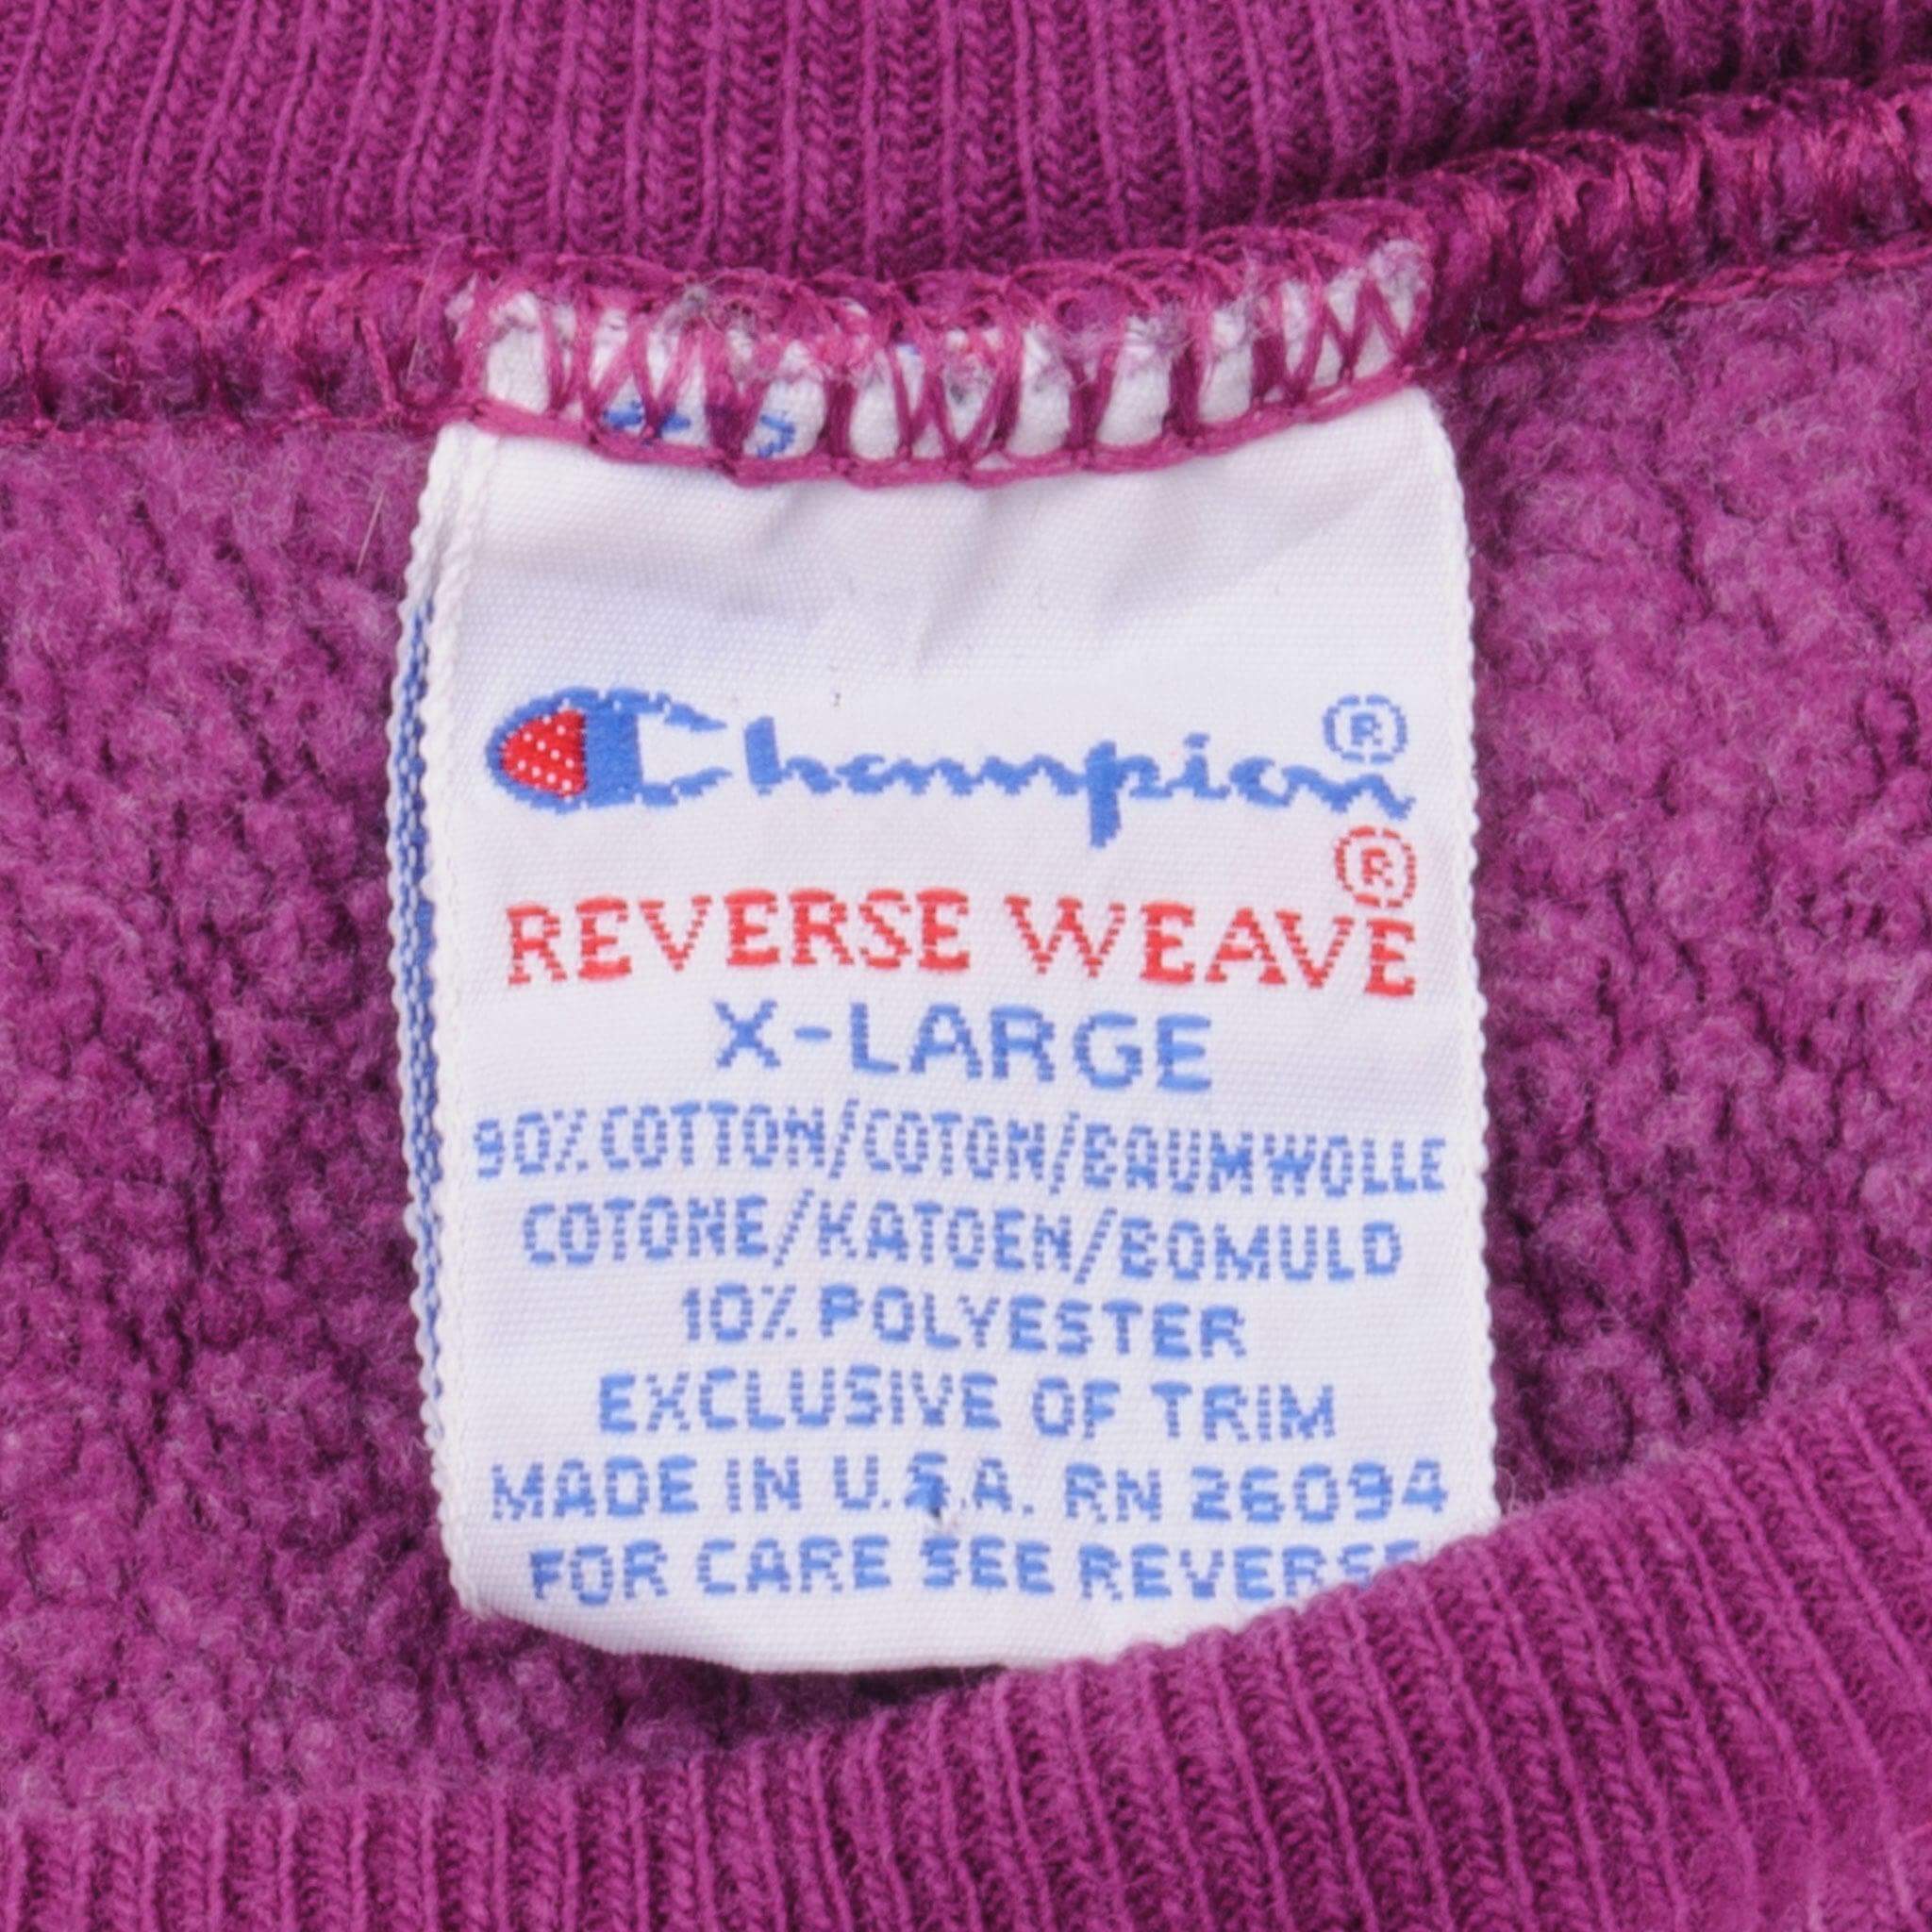 Champion®
REVERSE WEAVE®
X-LARGE
90% COTTON/COTON/BAUMWOLLE
COTONE/KATOEN/BOMULD
10% POLYESTER
EXCLUSIVE OF TRIM
MADE IN U.S.A. RN 26094
FOR CARE SEE REVERSE